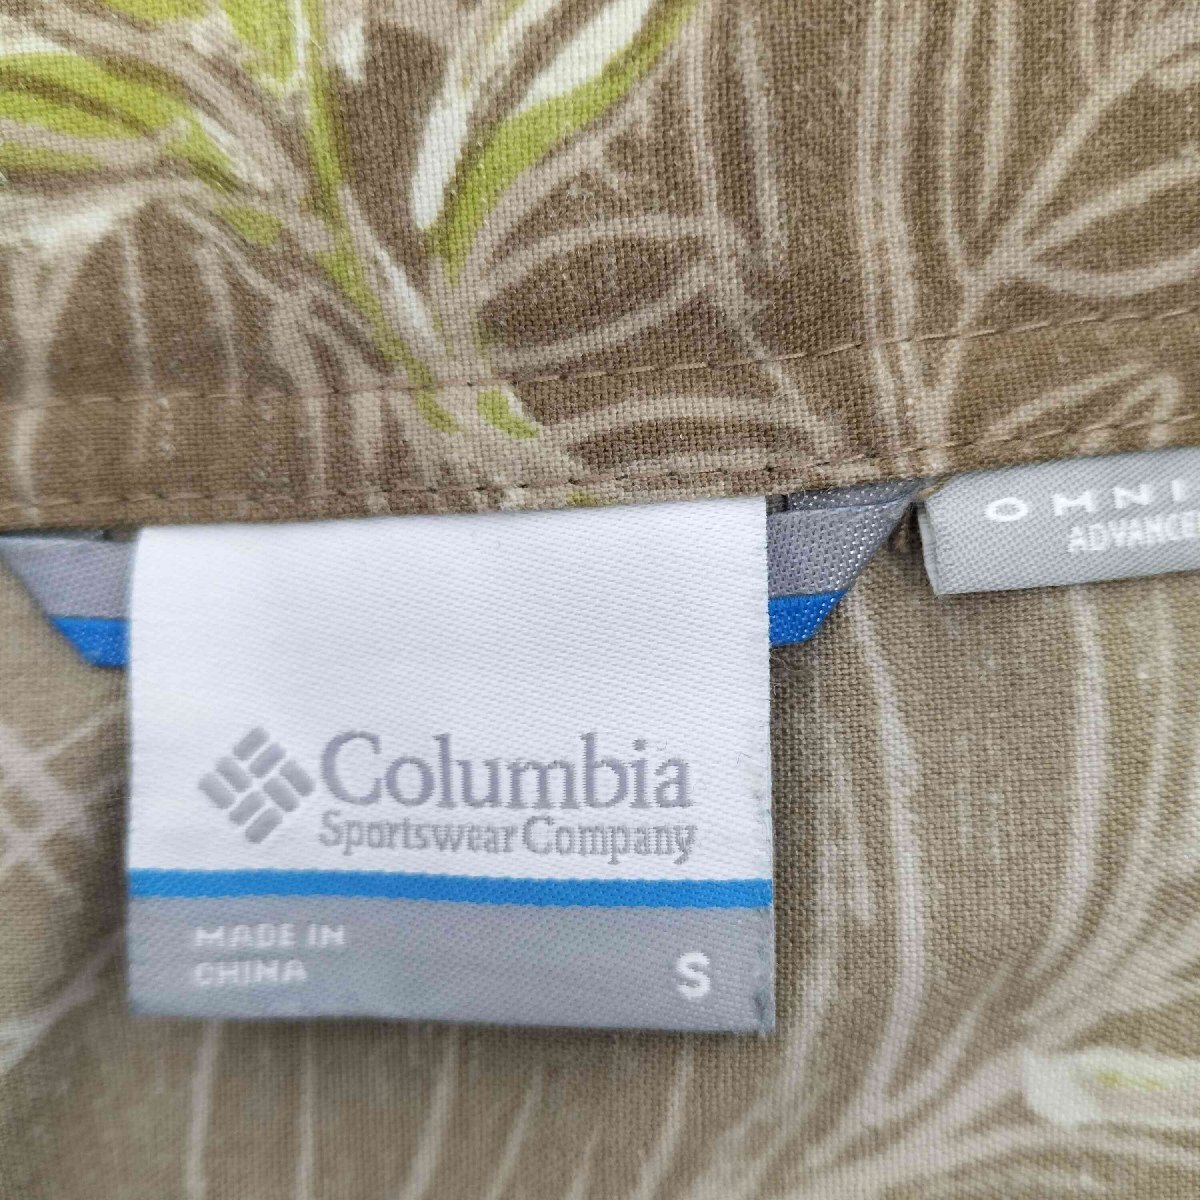 OMNI
ADVANCE
Columbia
Sportswear Company
MADE IN
CHINA
S